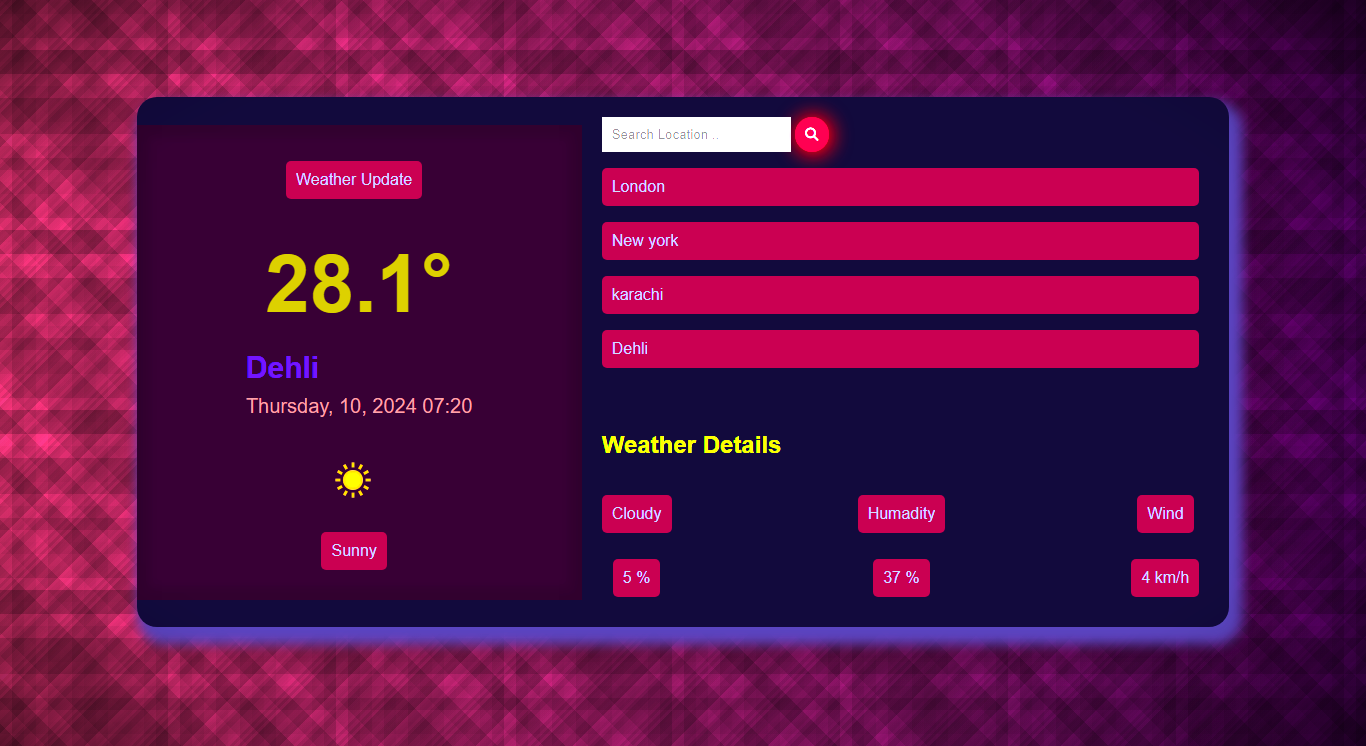 Weather Update
28.1°
Dehli
Thursday, 10, 2024 07:20
Sunny
Search Location ..
London
New york
karachi
Dehli
Weather Details
Cloudy Humadity Wind
5 % 37 % 4 km/h